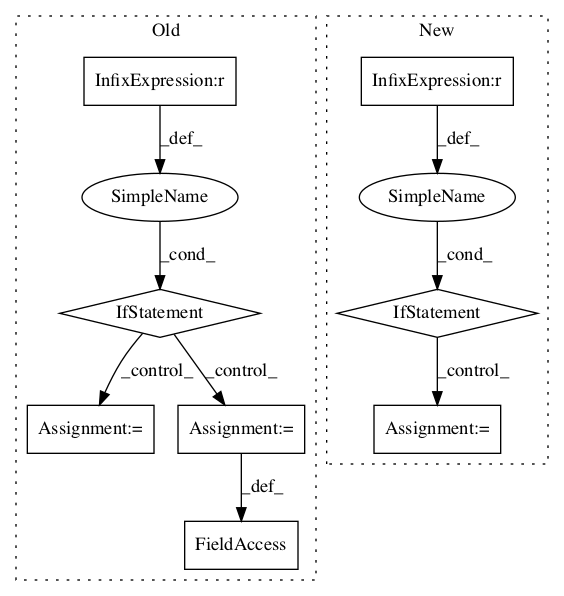 Old
New
InfixExpression:r
InfixExpression:r
_def_
_def_
SimpleName
SimpleName
_cond_
_cond_
IfStatement
IfStatement
_control_
_control_
_control_
Assignment:=
Assignment:=
Assignment:=
_def_
FieldAccess